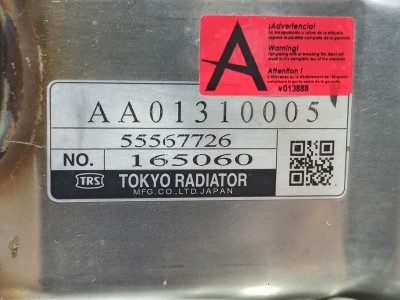 ¡Advertencia!
A
Warning!
Attention !
#013888
AA01310005
55567726
NO. 165060
TRS TOKYO RADIATOR
MFG.CO.,LTD.JAPAN